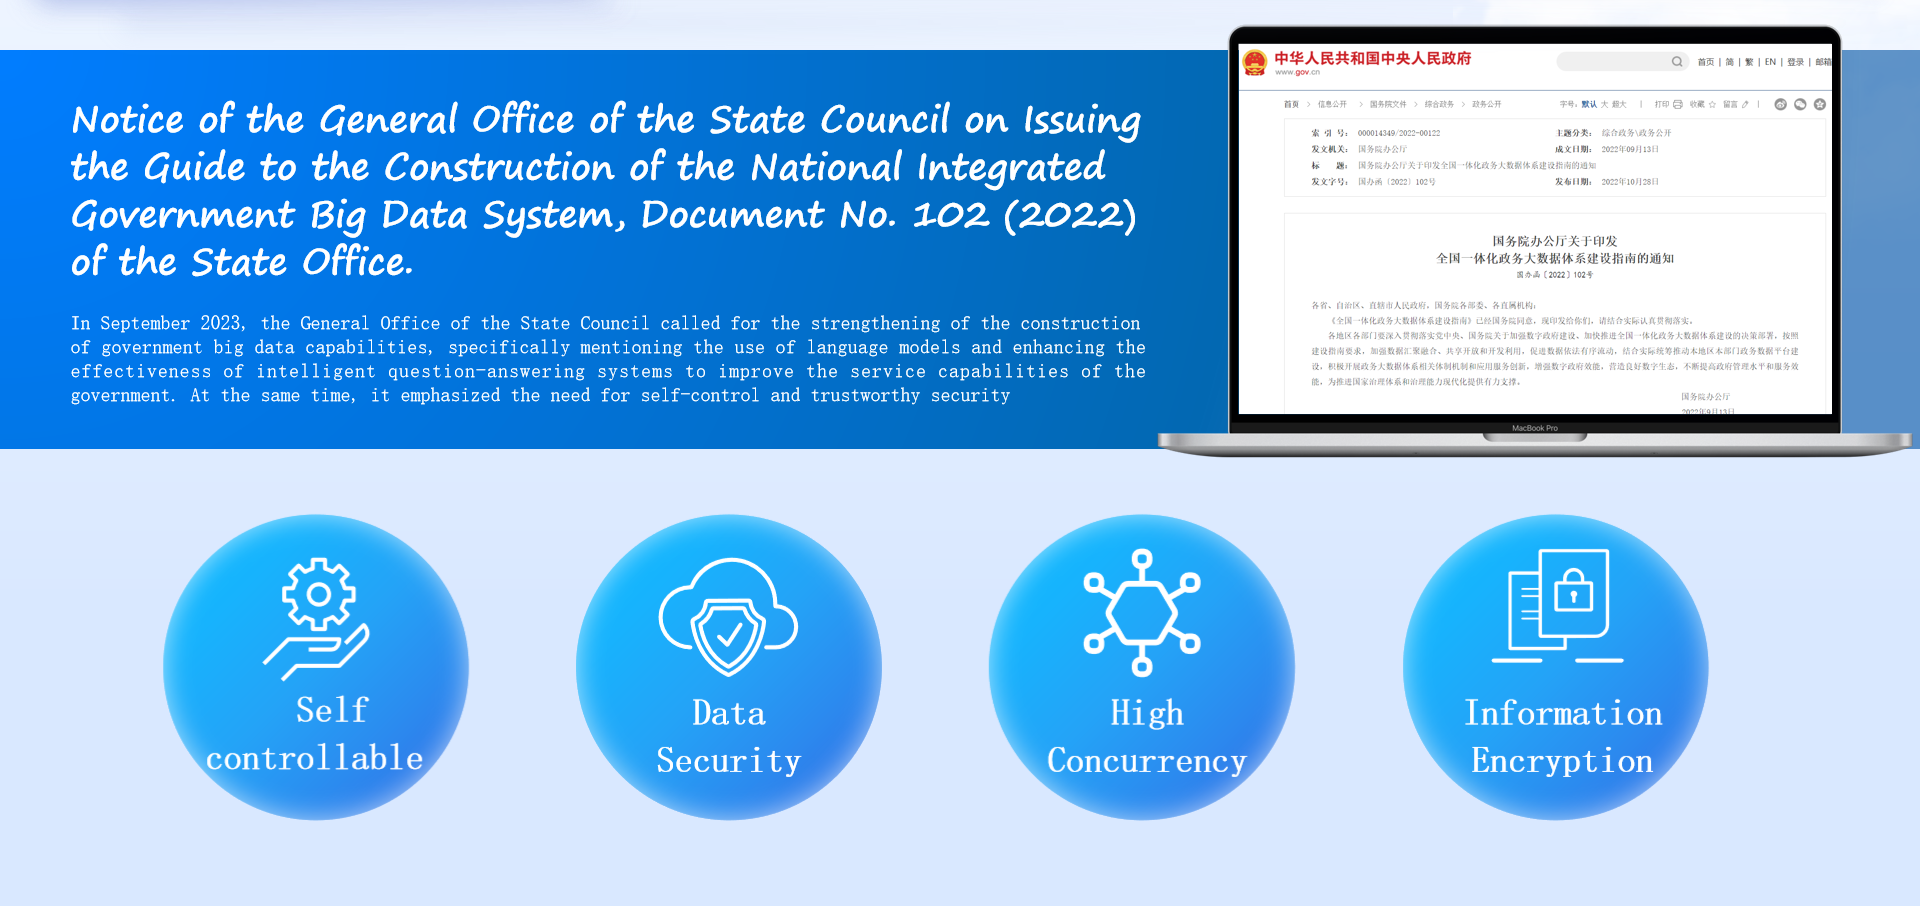 Notice of the General Office of the State Council on Issuing
the Guide to the Construction of the National Integrated
Government Big Data System, Document No. 102 (2022)
of the State Office.
In September 2023, the General Office of the State Council called for the strengthening of the construction
of government big data capabilities, specifically mentioning the use of language models and enhancing the
effectiveness of intelligent question-answering systems to improve the service capabilities of the
government. At the same time, it emphasized the need for self-control and trustworthy security
中华人民共和国中央人民政府
www.gov.cn
首页 | 简 | 繁 | EN | 登录 | 邮箱
首页 > 信息公开 > 国务院文件 > 综合政务 > 政务公开
字号：默认 大 超大 | 打印 收藏 留言 |
索 引 号： 000014349/2022-00122 主题分类： 综合政务\政务公开
发文机关： 国务院办公厅 成文日期： 2022年09月13日
标 题： 国务院办公厅关于印发全国一体化政务大数据体系建设指南的通知
发文字号： 国办函〔2022〕102号 发布日期： 2022年10月28日
国务院办公厅关于印发
全国一体化政务大数据体系建设指南的通知
国办函〔2022〕102号
各省、自治区、直辖市人民政府，国务院各部委、各直属机构：
《全国一体化政务大数据体系建设指南》已经国务院同意，现印发给你们，请结合实际认真贯彻落实。
各地区各部门要深入贯彻落实党中央、国务院关于加强数字政府建设、加快推进全国一体化政务大数据体系建设的决策部署，按照
建设指南要求，加强数据汇聚融合、共享开放和开发利用，促进数据依法有序流动，结合实际统筹推动本地区本部门政务数据平台建
设，积极开展政务大数据体系相关体制机制和应用服务创新，增强数字政府效能，营造良好数字生态，不断提高政府管理水平和服务效
能，为推进国家治理体系和治理能力现代化提供有力支撑。
国务院办公厅
2022年9月13日
MacBook Pro
Self
controllable
Data
Security
High
Concurrency
Information
Encryption